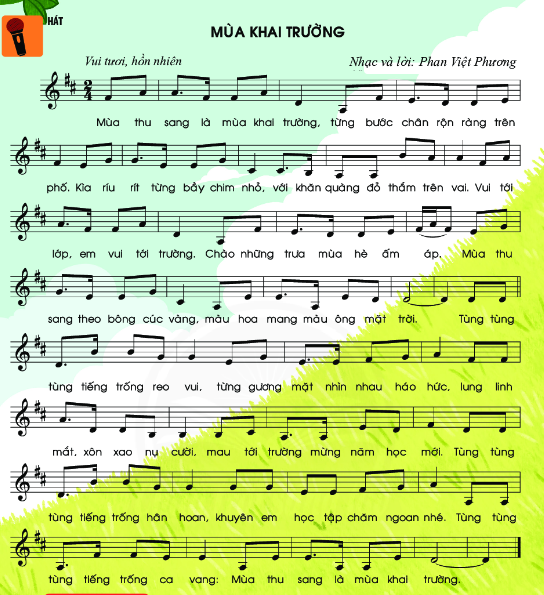 HÁT
MÙA KHAI TRƯỜNG
Vui tươi, hồn nhiên
Nhạc và lời: Phan Việt Phương
2
4
Mùa thu sang là mùa khai trường, từng bước chân rộn ràng trên
phố. Kìa ríu rít từng bầy chim nhỏ, với khăn quàng đỏ thắm trên vai. Vui tới
lớp, em vui tới trường. Chào những trưa mùa hè ấm áp. Mùa thu
sang theo bông cúc vàng, màu hoa mang màu ông mặt trời. Tùng tùng
tùng tiếng trống reo vui, từng gương mặt nhìn nhau háo hức, lung linh
mắt, xôn xao nụ cười, mau tới trường mừng năm học mới. Tùng tùng
tùng tiếng trống hân hoan, khuyên em học tập chăm ngoan nhé. Tùng tùng
tùng tiếng trống ca vang: Mùa thu sang là mùa khai trường.